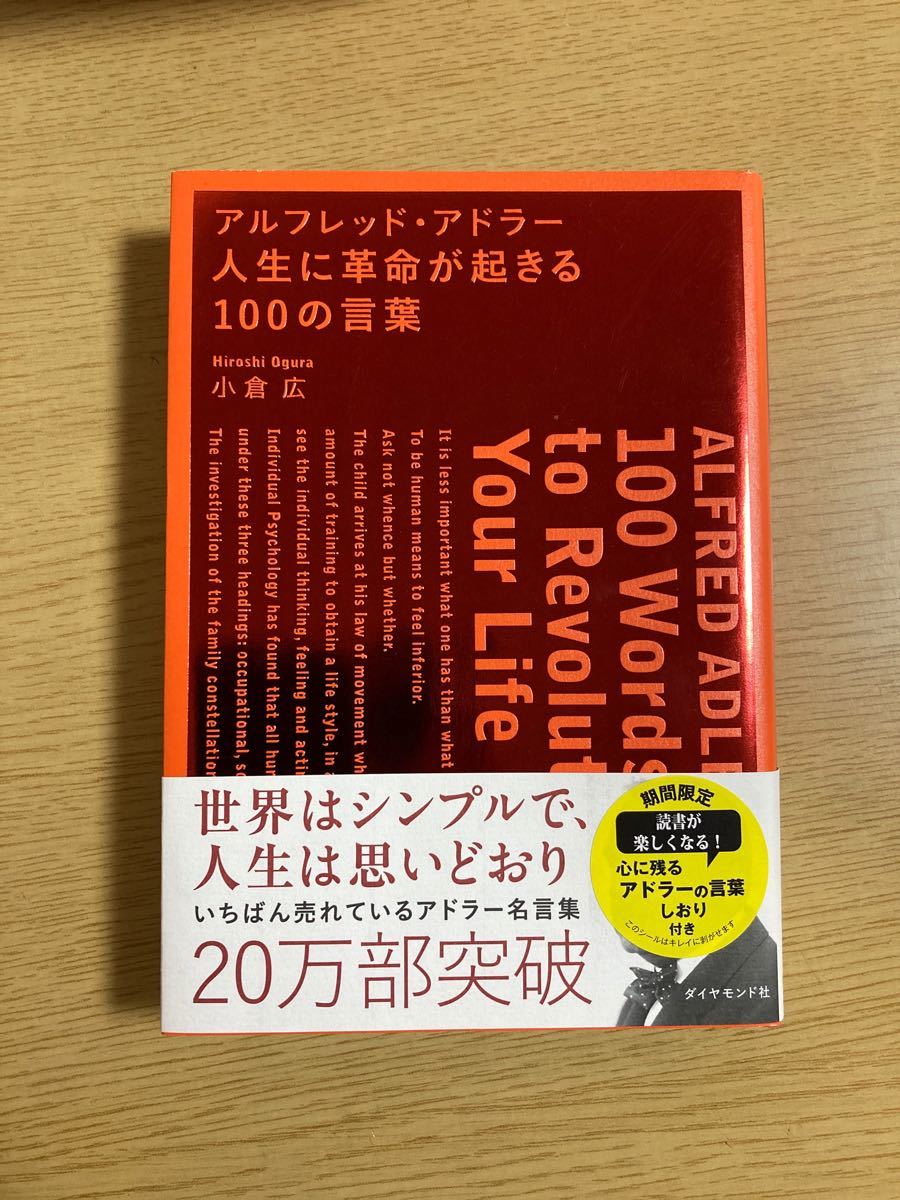 アルフレッド・アドラー
人生に革命が起きる
100の言葉
Hiroshi Ogura
小倉 広
ALFRED ADL
100 Words
to Revolut
Your Life
It is less important what one has than what
To be human means to feel inferior.
Ask not whence but whether.
The child arrives at his law of movement wh
amount of training to obtain a life style, in a
see the individual thinking, feeling and actin
Individual Psychology has found that all hum
under these three headings: occupational, so
The investigation of the family constellation
世界はシンプルで、
人生は思いどおり
いちばん売れているアドラー名言集
20万部突破
期間限定
読書が
楽しくなる!
心に残る
アドラーの言葉
しおり
付き
このシールはキレイに剥がせます
ダイヤモンド社